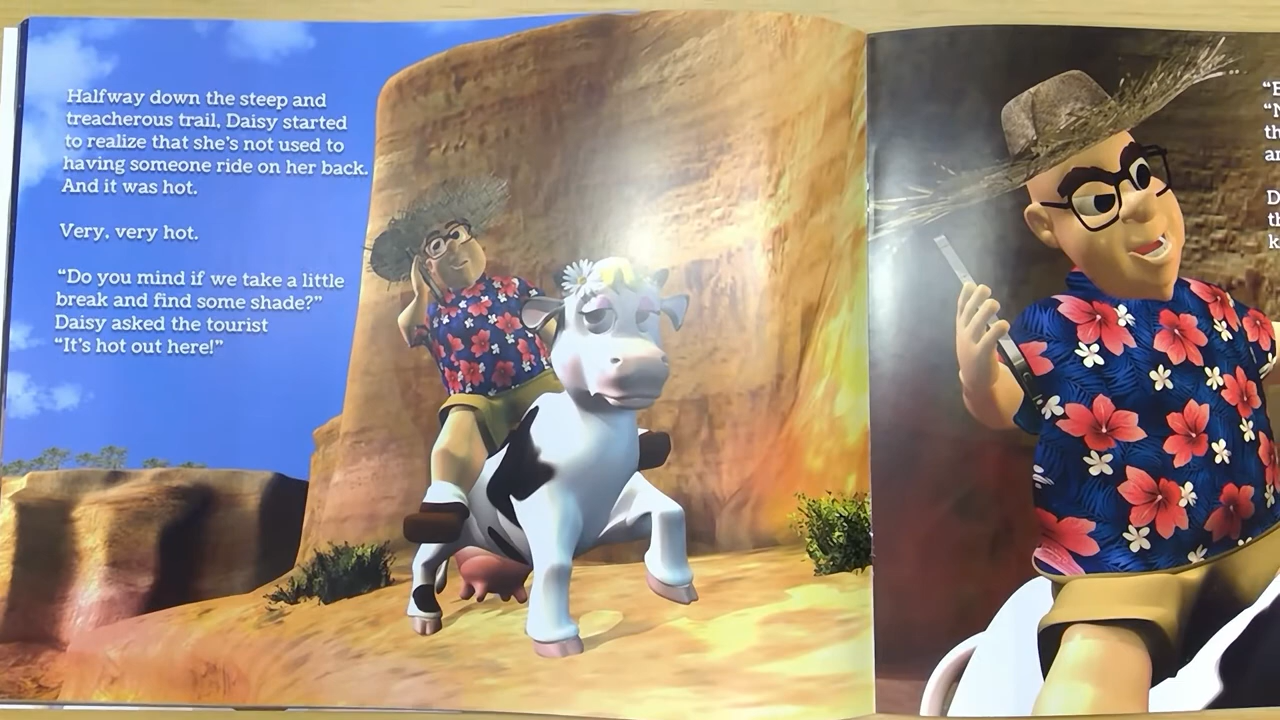 Halfway down the steep and
treacherous trail, Daisy started
to realize that she's not used to
having someone ride on her back.
And it was hot.
Very, very hot.
"Do you mind if we take a little
break and find some shade?"
Daisy asked the tourist
"It's hot out here!"